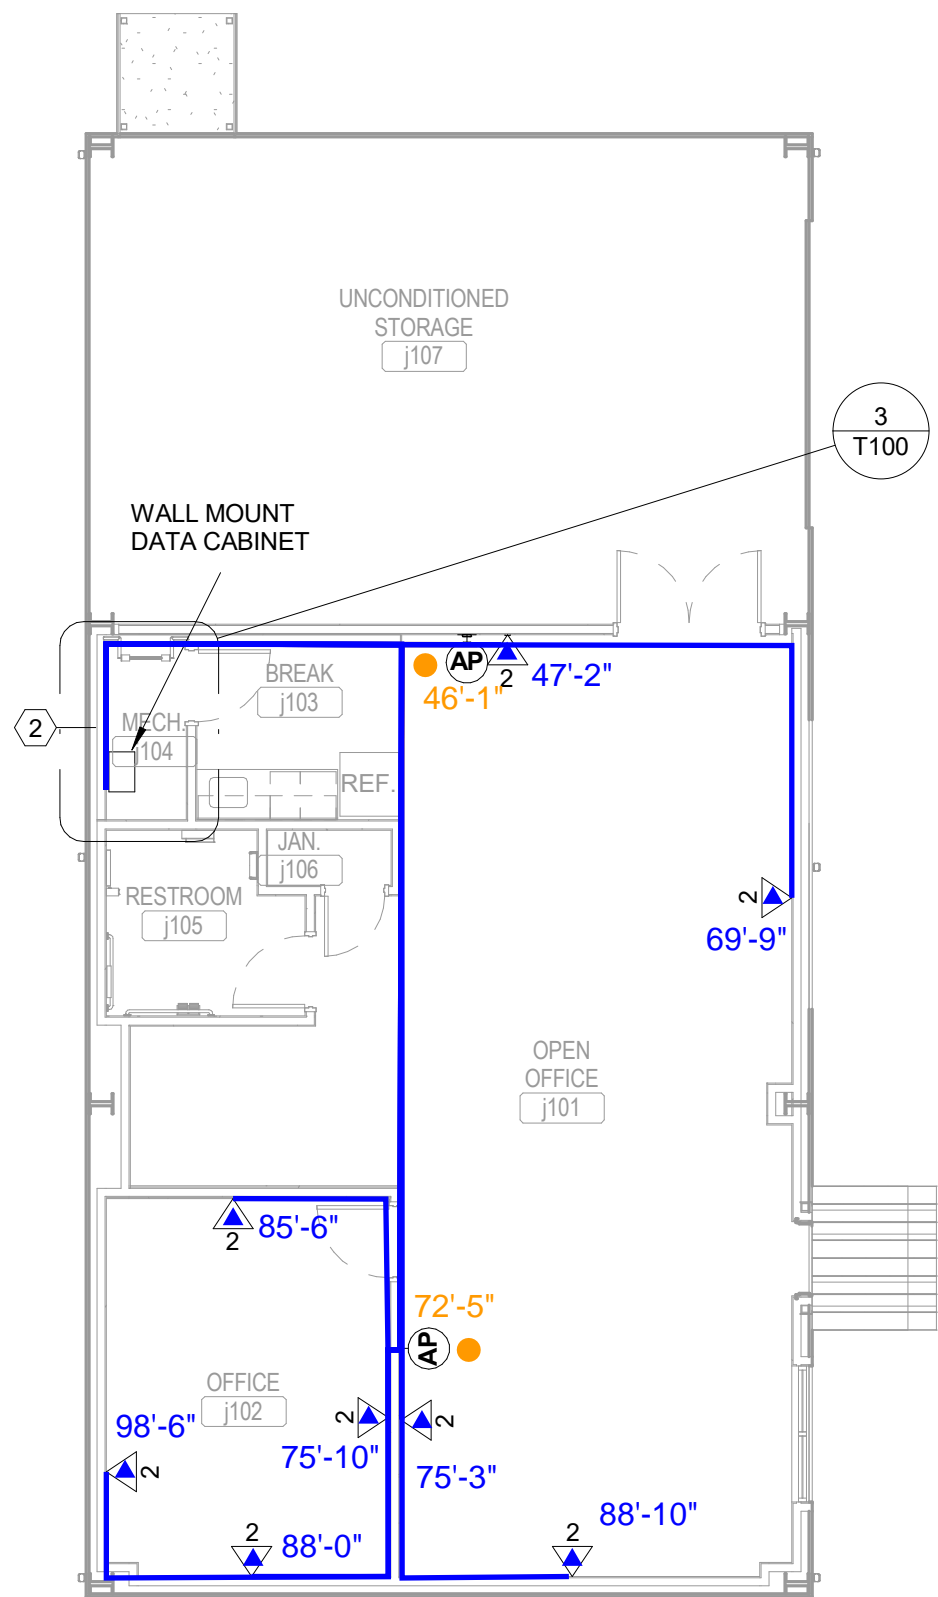 UNCONDITIONED
STORAGE
j107
3
T100
WALL MOUNT
DATA CABINET
AP
2
47'-2"
46'-1"
BREAK
j103
2
MECH.
j104
REF.
JAN.
j106
RESTROOM
j105
2
69'-9"
OPEN
OFFICE
j101
85'-6"
2
72'-5"
AP
OFFICE
j102
98'-6"
2
2
2
75'-10"
75'-3"
2
88'-0"
2
88'-10"